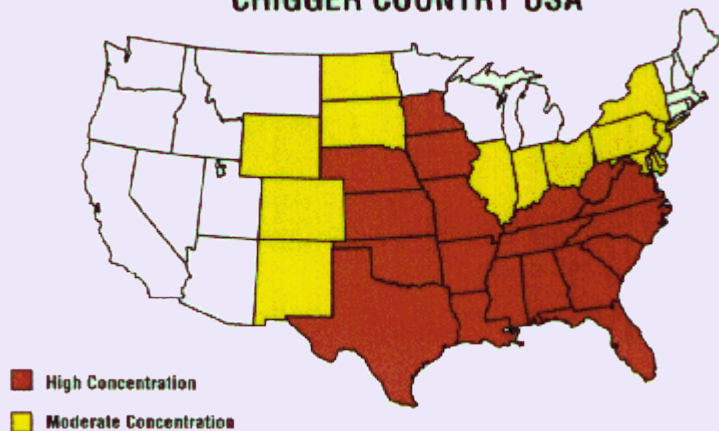 CHIGGER COUNTRY USA
High Concentration
Moderate Concentration